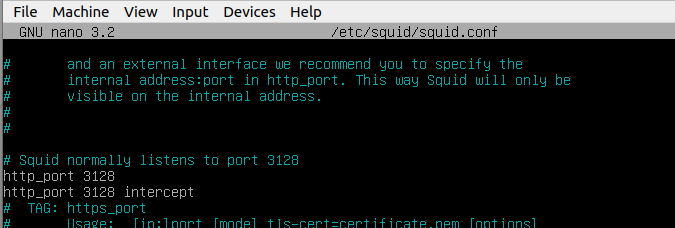 File Machine View Input Devices Help
GNU nano 3.2 /etc/squid/squid.conf
# and an external interface we recommend you to specify the
# internal address:port in http_port. This way Squid will only be
# visible on the internal address.
#
#
# Squid normally listens to port 3128
http_port 3128
http_port 3128 intercept
# TAG: https_port
# Usage: [ip:]port [mode] tls-cert=certificate.pem [options]